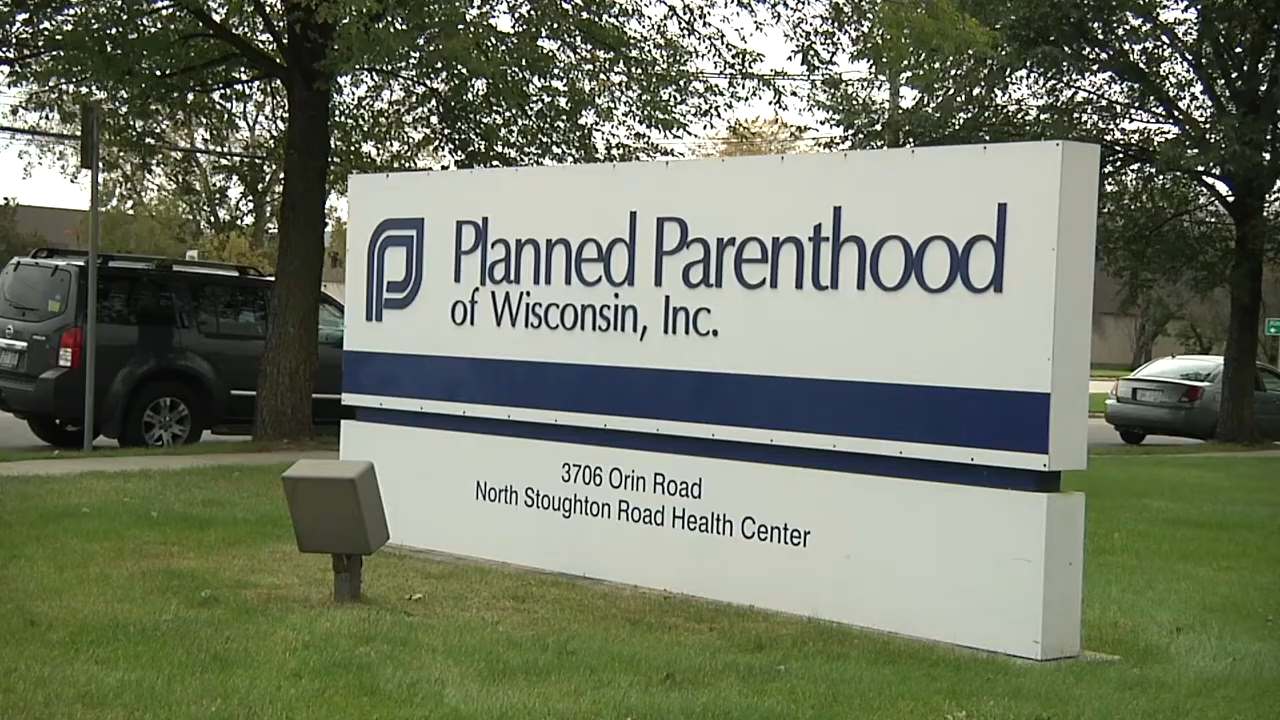 Planned Parenthood
of Wisconsin, Inc.
3706 Orin Road
North Stoughton Road Health Center